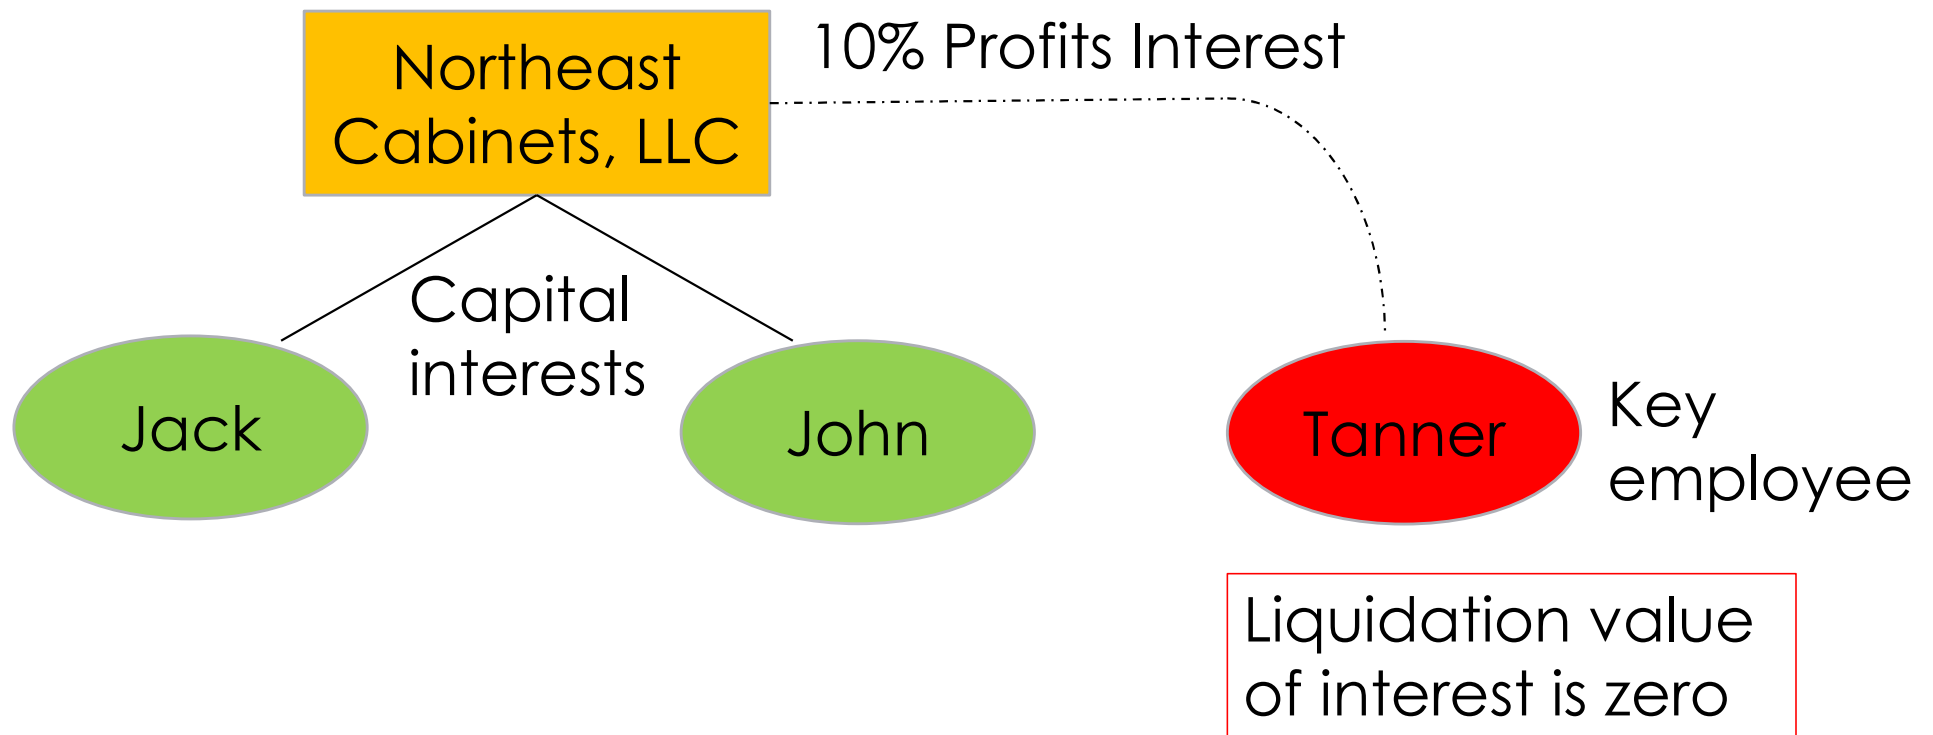 Northeast
Cabinets, LLC
10% Profits Interest
Capital
interests
Jack
John
Tanner
Key
employee
Liquidation value
of interest is zero